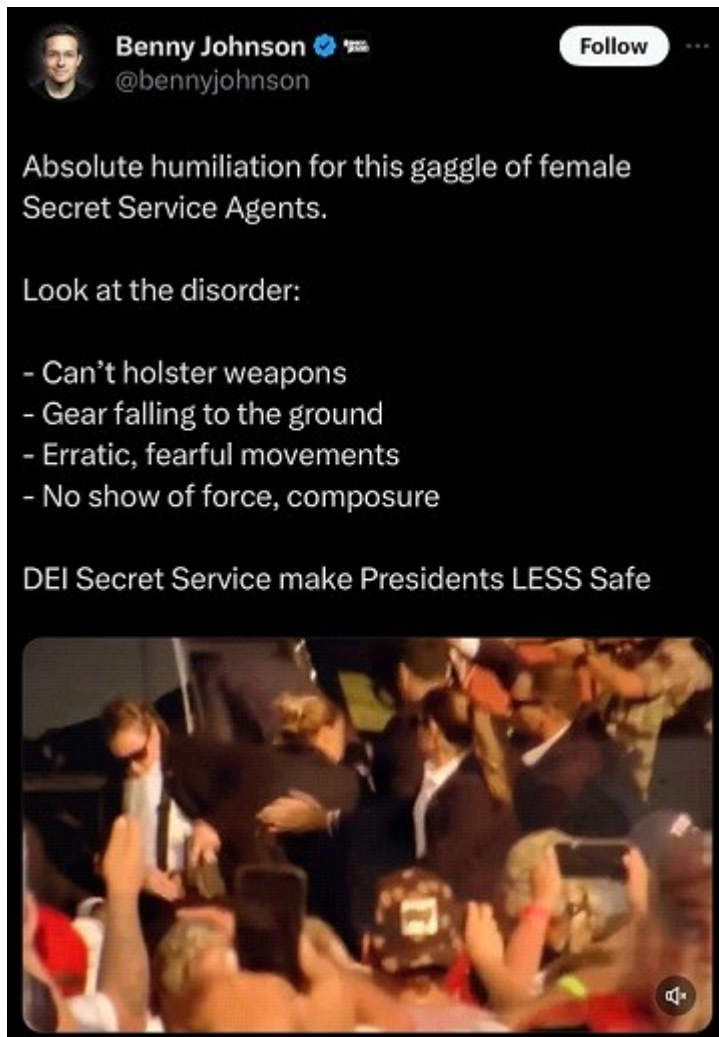 Benny Johnson
Follow
@bennyjohnson
Absolute humiliation for this gaggle of female
Secret Service Agents.
Look at the disorder:
- Can’t holster weapons
- Gear falling to the ground
- Erratic, fearful movements
- No show of force, composure
DEI Secret Service make Presidents LESS Safe